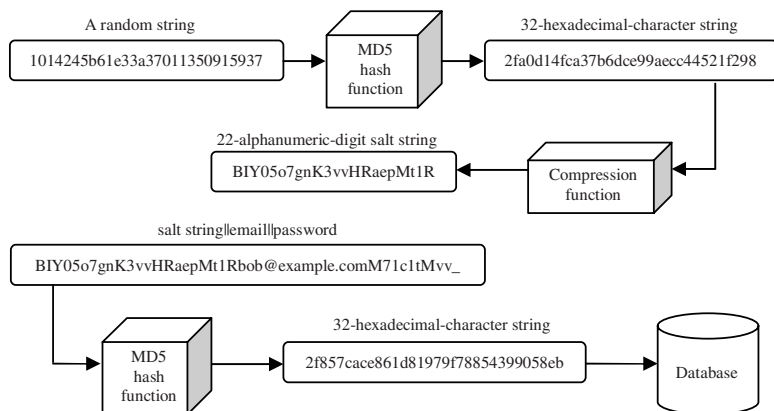 A random string
1014245b61e33a37011350915937
MD5
hash
function
32-hexadecimal-character string
2fa0d14fca37b6dce99aecc44521f298
22-alphanumeric-digit salt string
BIY05o7gnK3vvHRaepMt1R
Compression
function
salt string||email||password
BIY05o7gnK3vvHRaepMt1Rbob@example.comM71c1tMvv_
MD5
hash
function
32-hexadecimal-character string
2f857cace861d81979f78854399058eb
Database